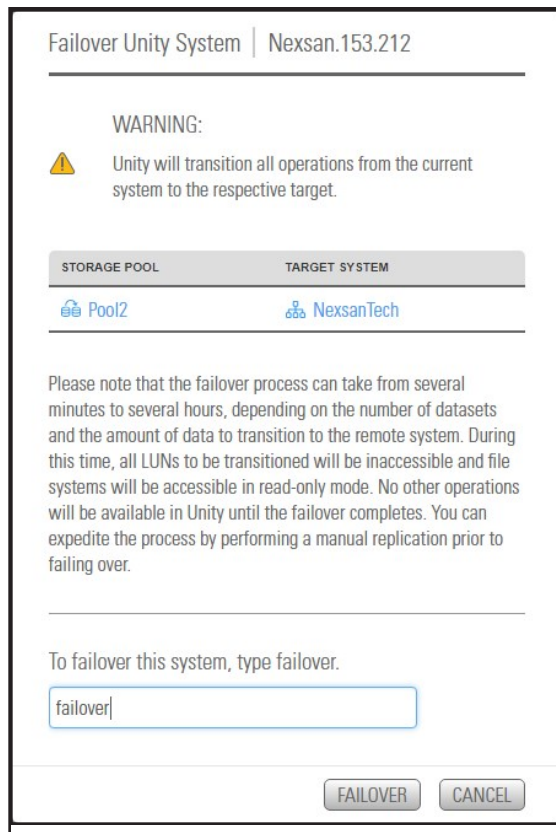 Failover Unity System | Nexsan.153.212
WARNING:
Unity will transition all operations from the current
system to the respective target.
STORAGE POOL TARGET SYSTEM
Pool2 NexsanTech
Please note that the failover process can take from several
minutes to several hours, depending on the number of datasets
and the amount of data to transition to the remote system. During
this time, all LUNs to be transitioned will be inaccessible and file
systems will be accessible in read-only mode. No other operations
will be available in Unity until the failover completes. You can
expedite the process by performing a manual replication prior to
failing over.
To failover this system, type failover.
failover
FAILOVER CANCEL